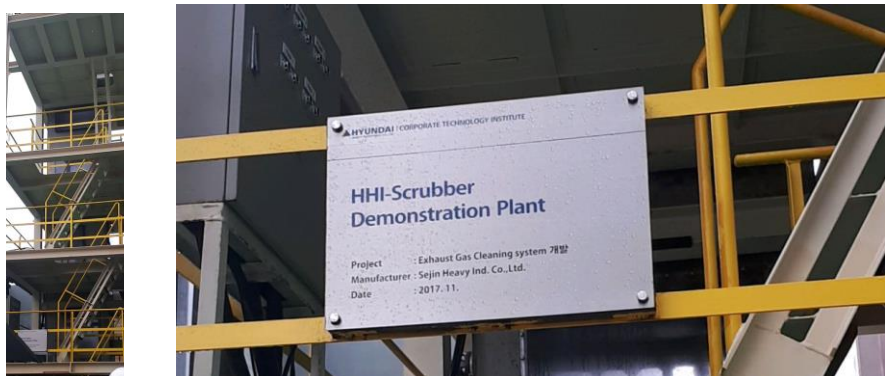 HYUNDAI CORPORATE TECHNOLOGY INSTITUTE
HHI-Scrubber
Demonstration Plant
Project : Exhaust Gas Cleaning system 개발
Manufacturer : Sejin Heavy Ind. Co.,Ltd.
Date : 2017. 11.